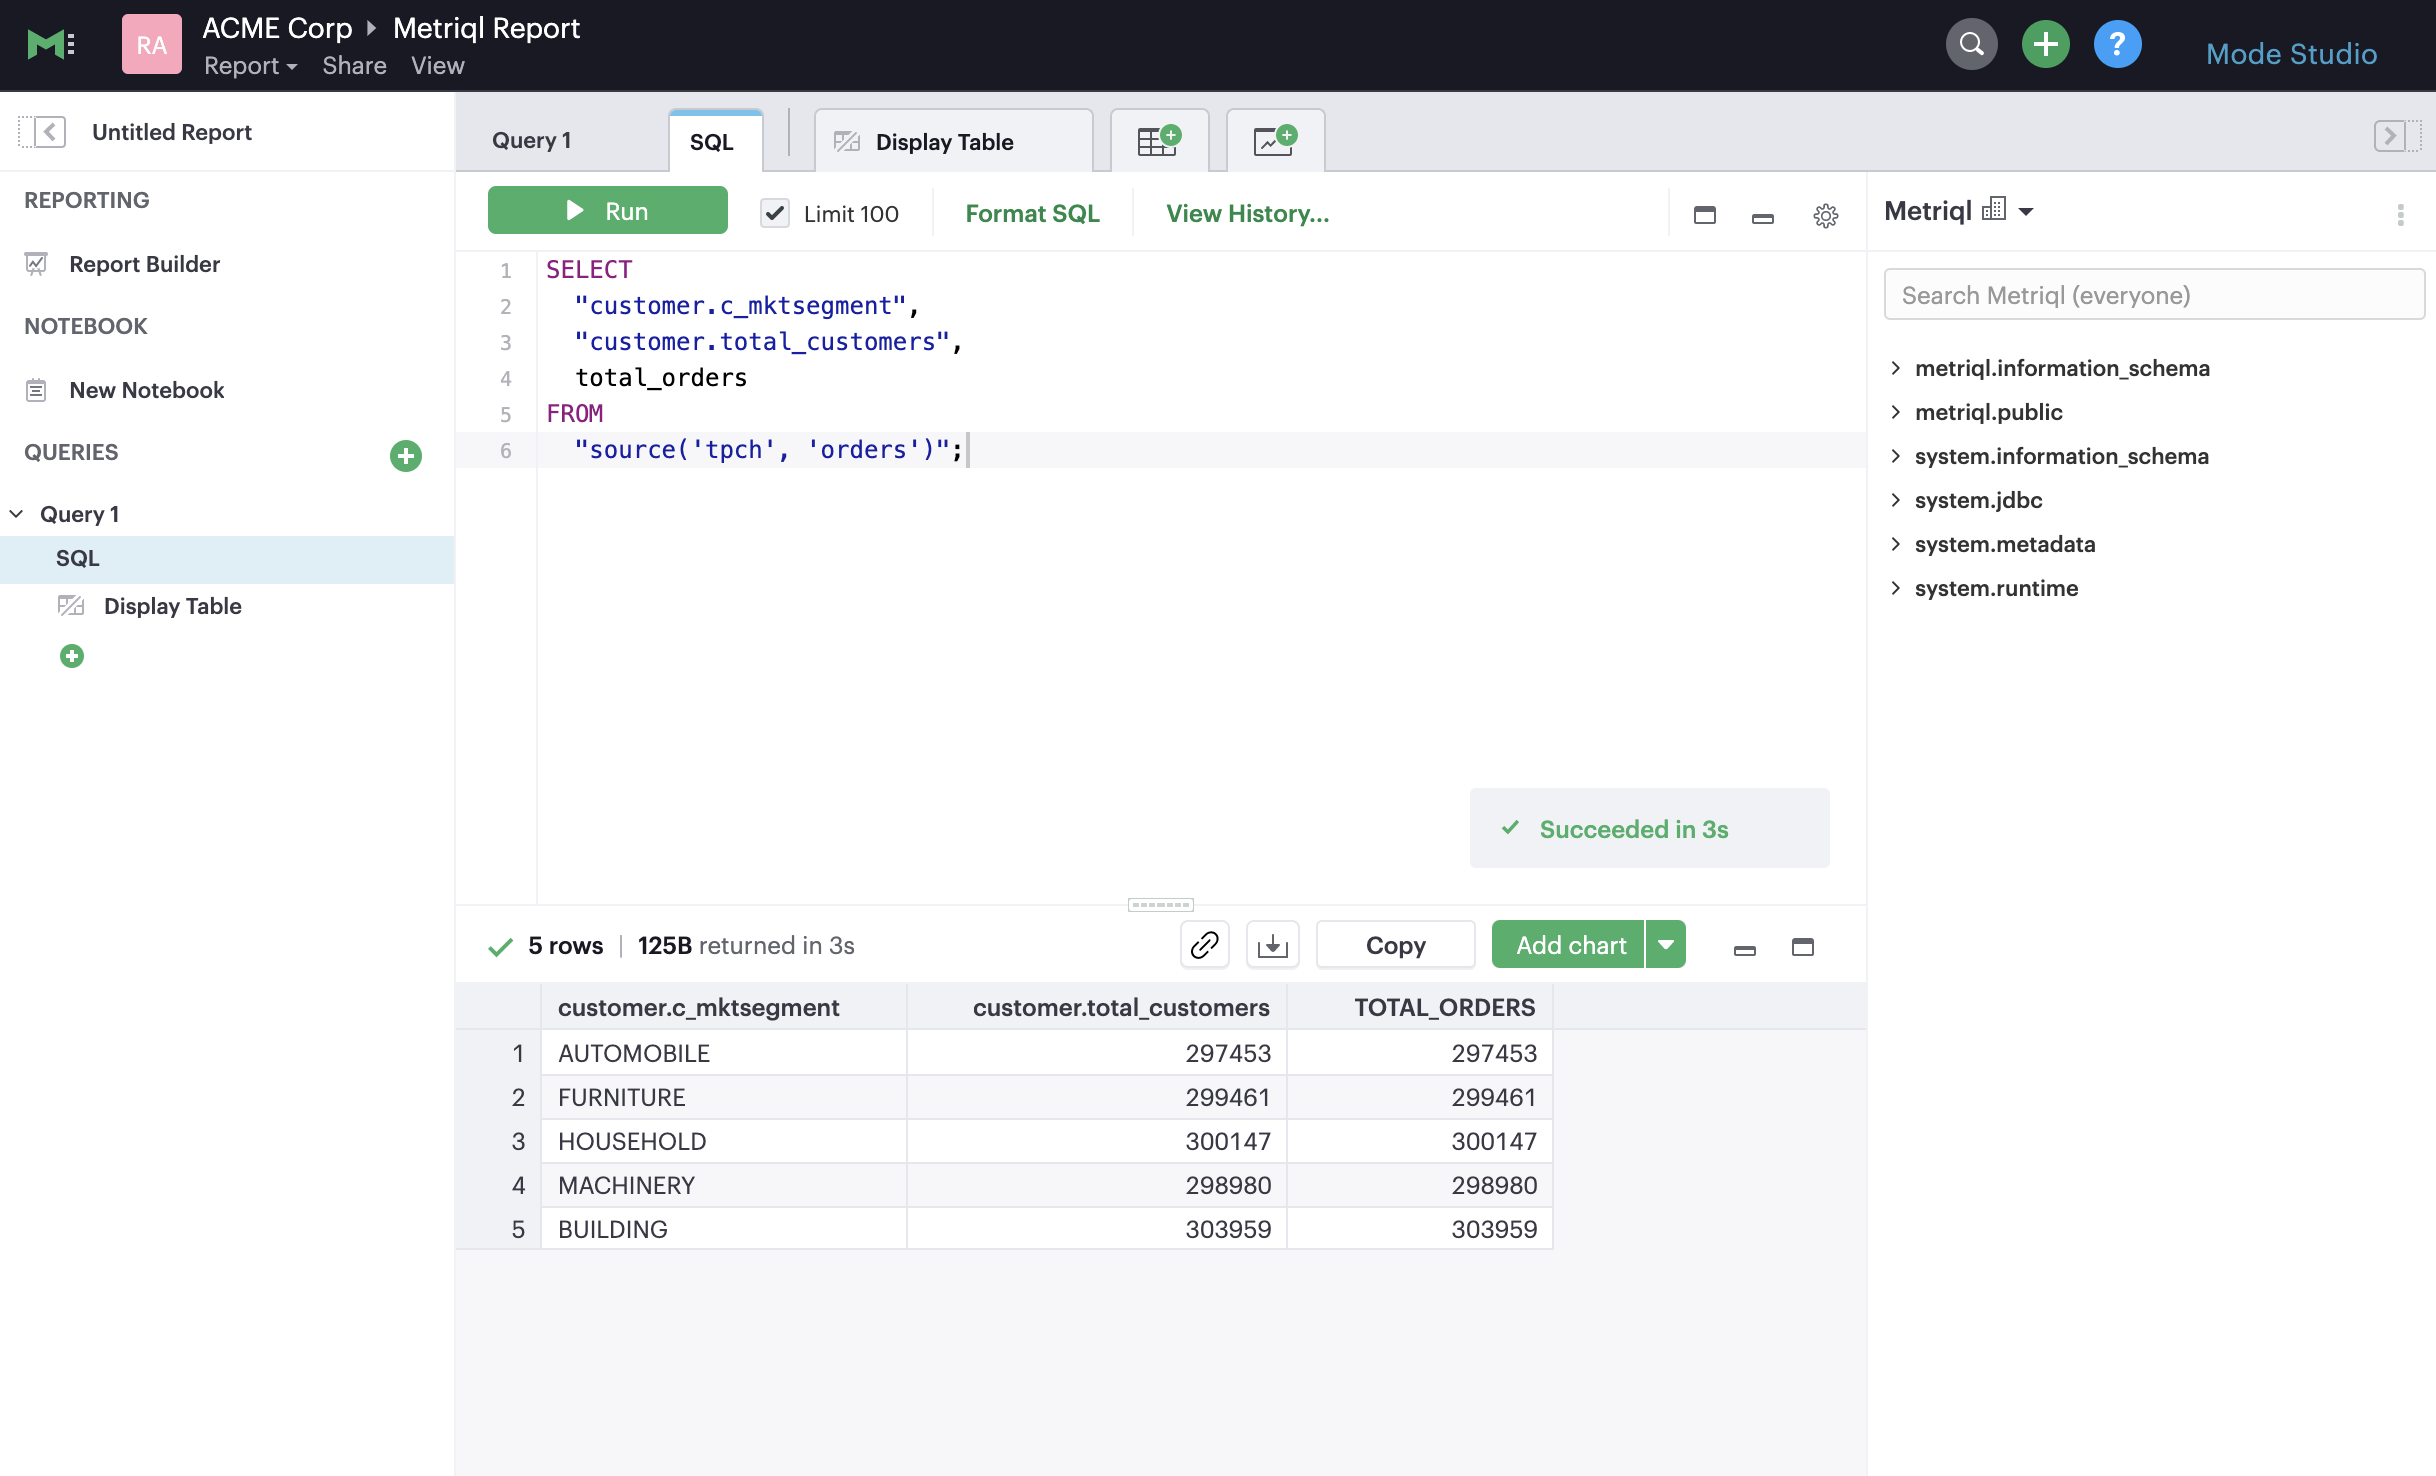 RA
ACME Corp Metriql Report
Report Share View
?
Mode Studio
Untitled Report
REPORTING
Report Builder
NOTEBOOK
New Notebook
QUERIES
Query 1
SQL
Display Table
Query 1
SQL
Display Table
Run
Limit 100
Format SQL
View History...
1 SELECT
2 "customer.c_mktsegment",
3 "customer.total_customers",
4 total_orders
5 FROM
6 "source('tpch', 'orders')";
Succeeded in 3s
5 rows | 125B returned in 3s
Copy
Add chart
customer.c_mktsegment customer.total_customers TOTAL_ORDERS
1 AUTOMOBILE 297453 297453
2 FURNITURE 299461 299461
3 HOUSEHOLD 300147 300147
4 MACHINERY 298980 298980
5 BUILDING 303959 303959
Metriql
Search Metriql (everyone)
metriql.information_schema
metriql.public
system.information_schema
system.jdbc
system.metadata
system.runtime